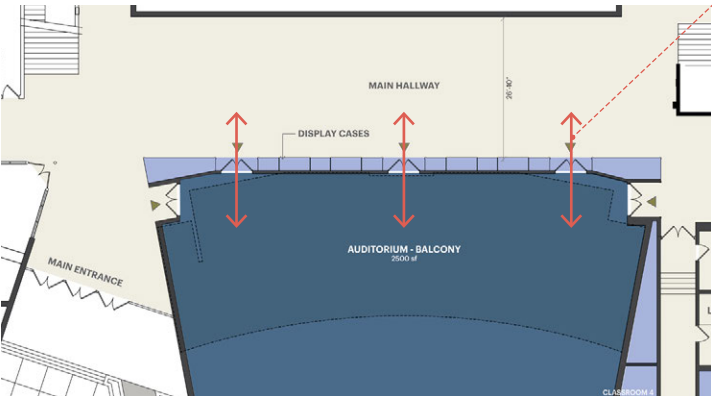 MAIN HALLWAY
26'-10"
DISPLAY CASES
AUDITORIUM - BALCONY
2500 sf
MAIN ENTRANCE
L
CLASSROOM 4